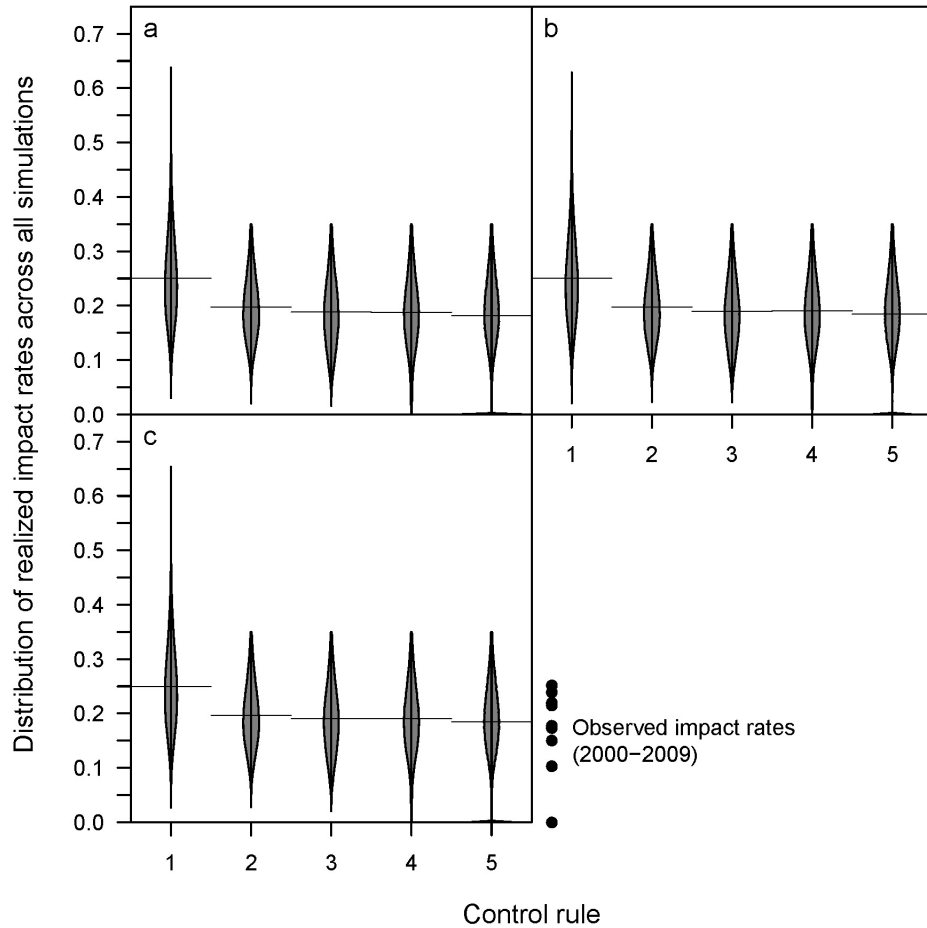 Distribution of realized impact rates across all simulations
a
0.7
0.6
0.5
0.4
0.3
0.2
0.1
0.0
b
1 2 3 4 5
c
0.7
0.6
0.5
0.4
0.3
0.2
0.1
0.0
Observed impact rates
(2000−2009)
1 2 3 4 5
Control rule